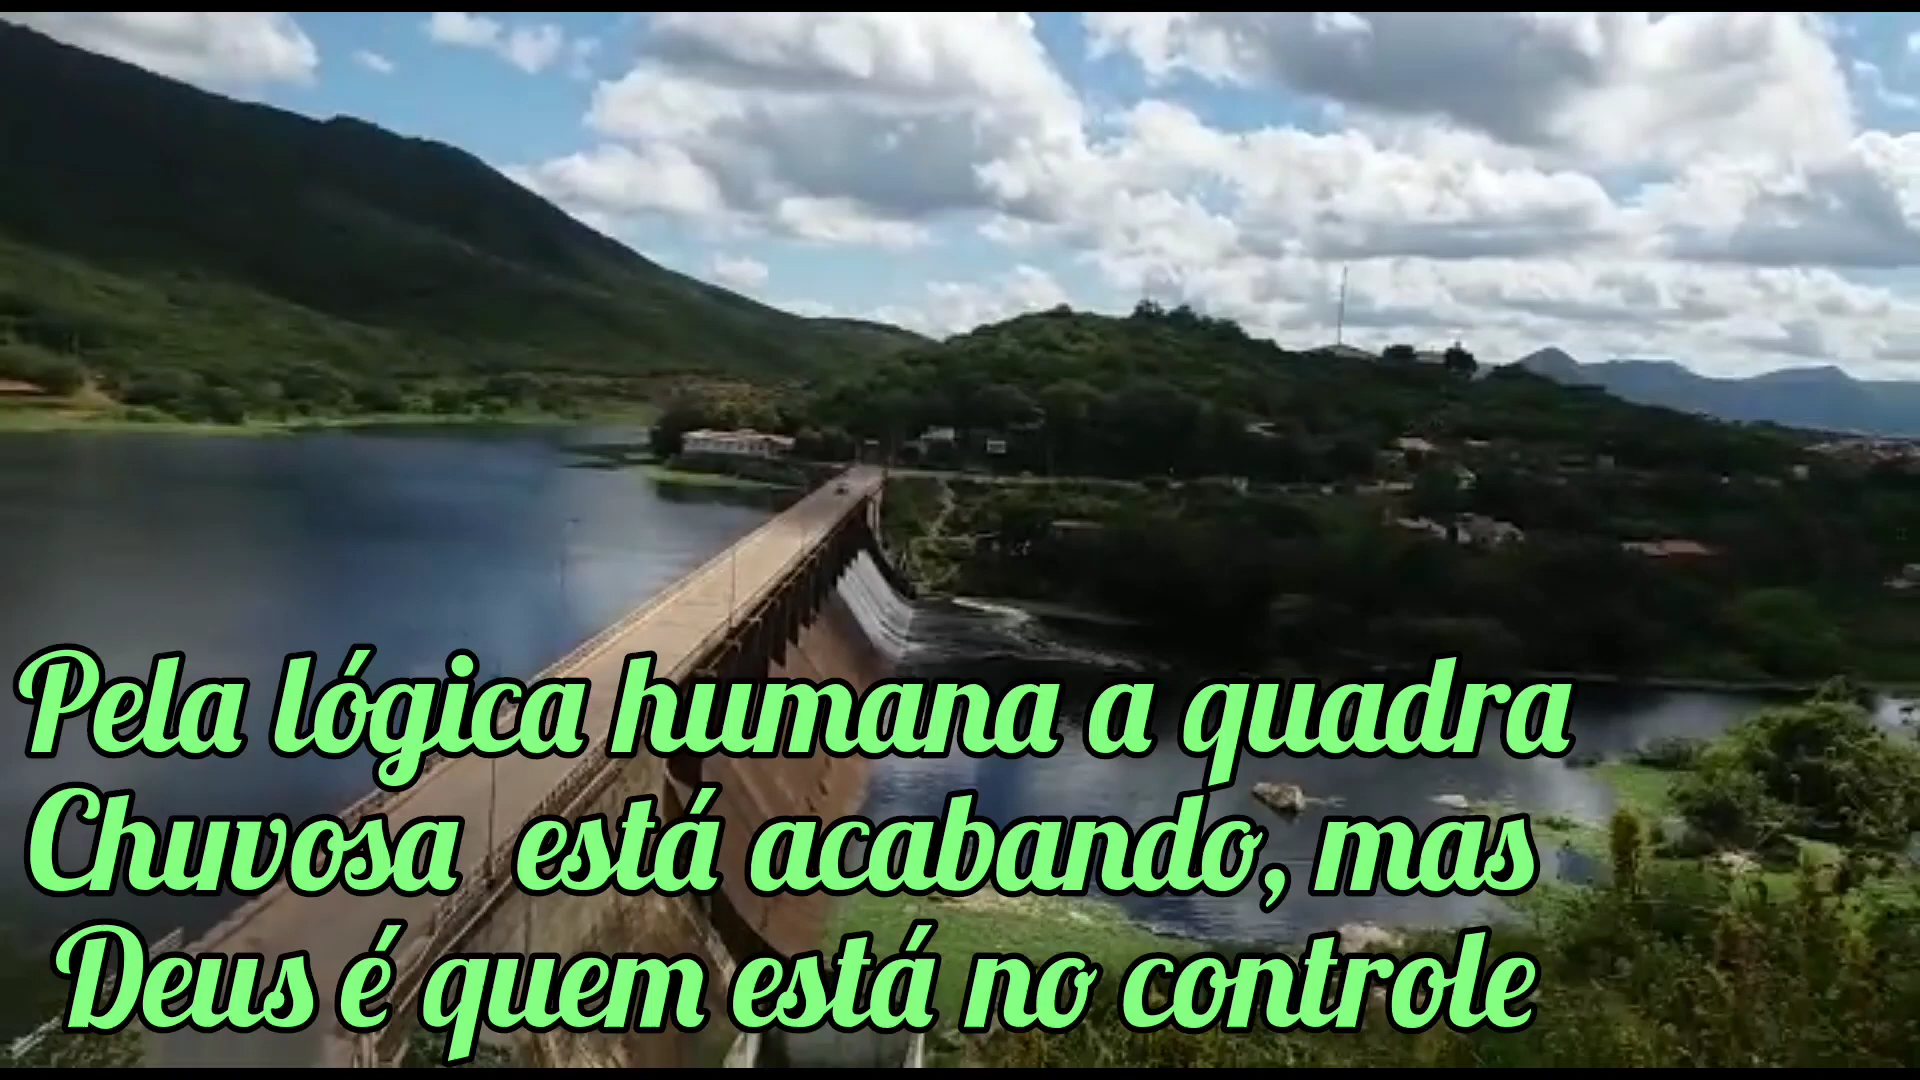 Pela lógica humana a quadra
Chuvosa está acabando, mas
Deus é quem está no controle